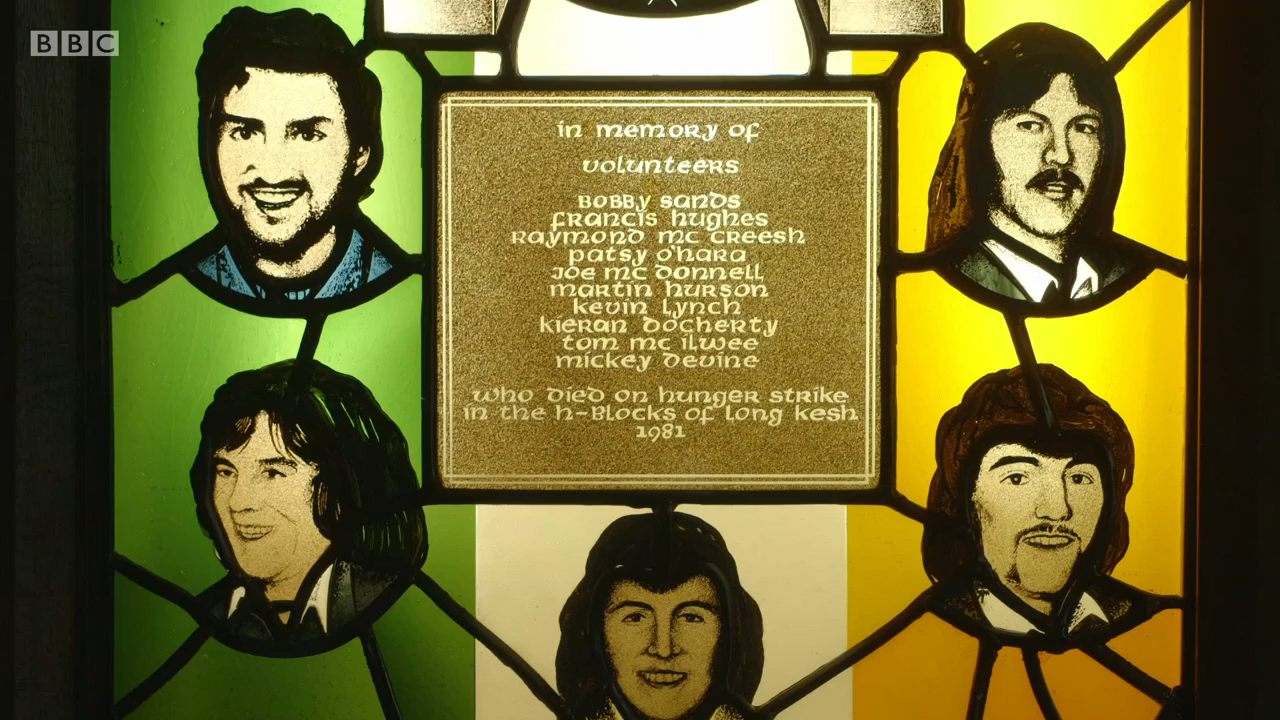 BBC
in memory of
volunteers
BOBBY sands
francis hughes
Raymond mc creesh
patsy o'hara
joe mc donnell
martin hurson
kevin lynch
kieran docherty
tom mc ilwee
mickey devine
who died on hunger strike
in the h-Blocks of long kesh
1981